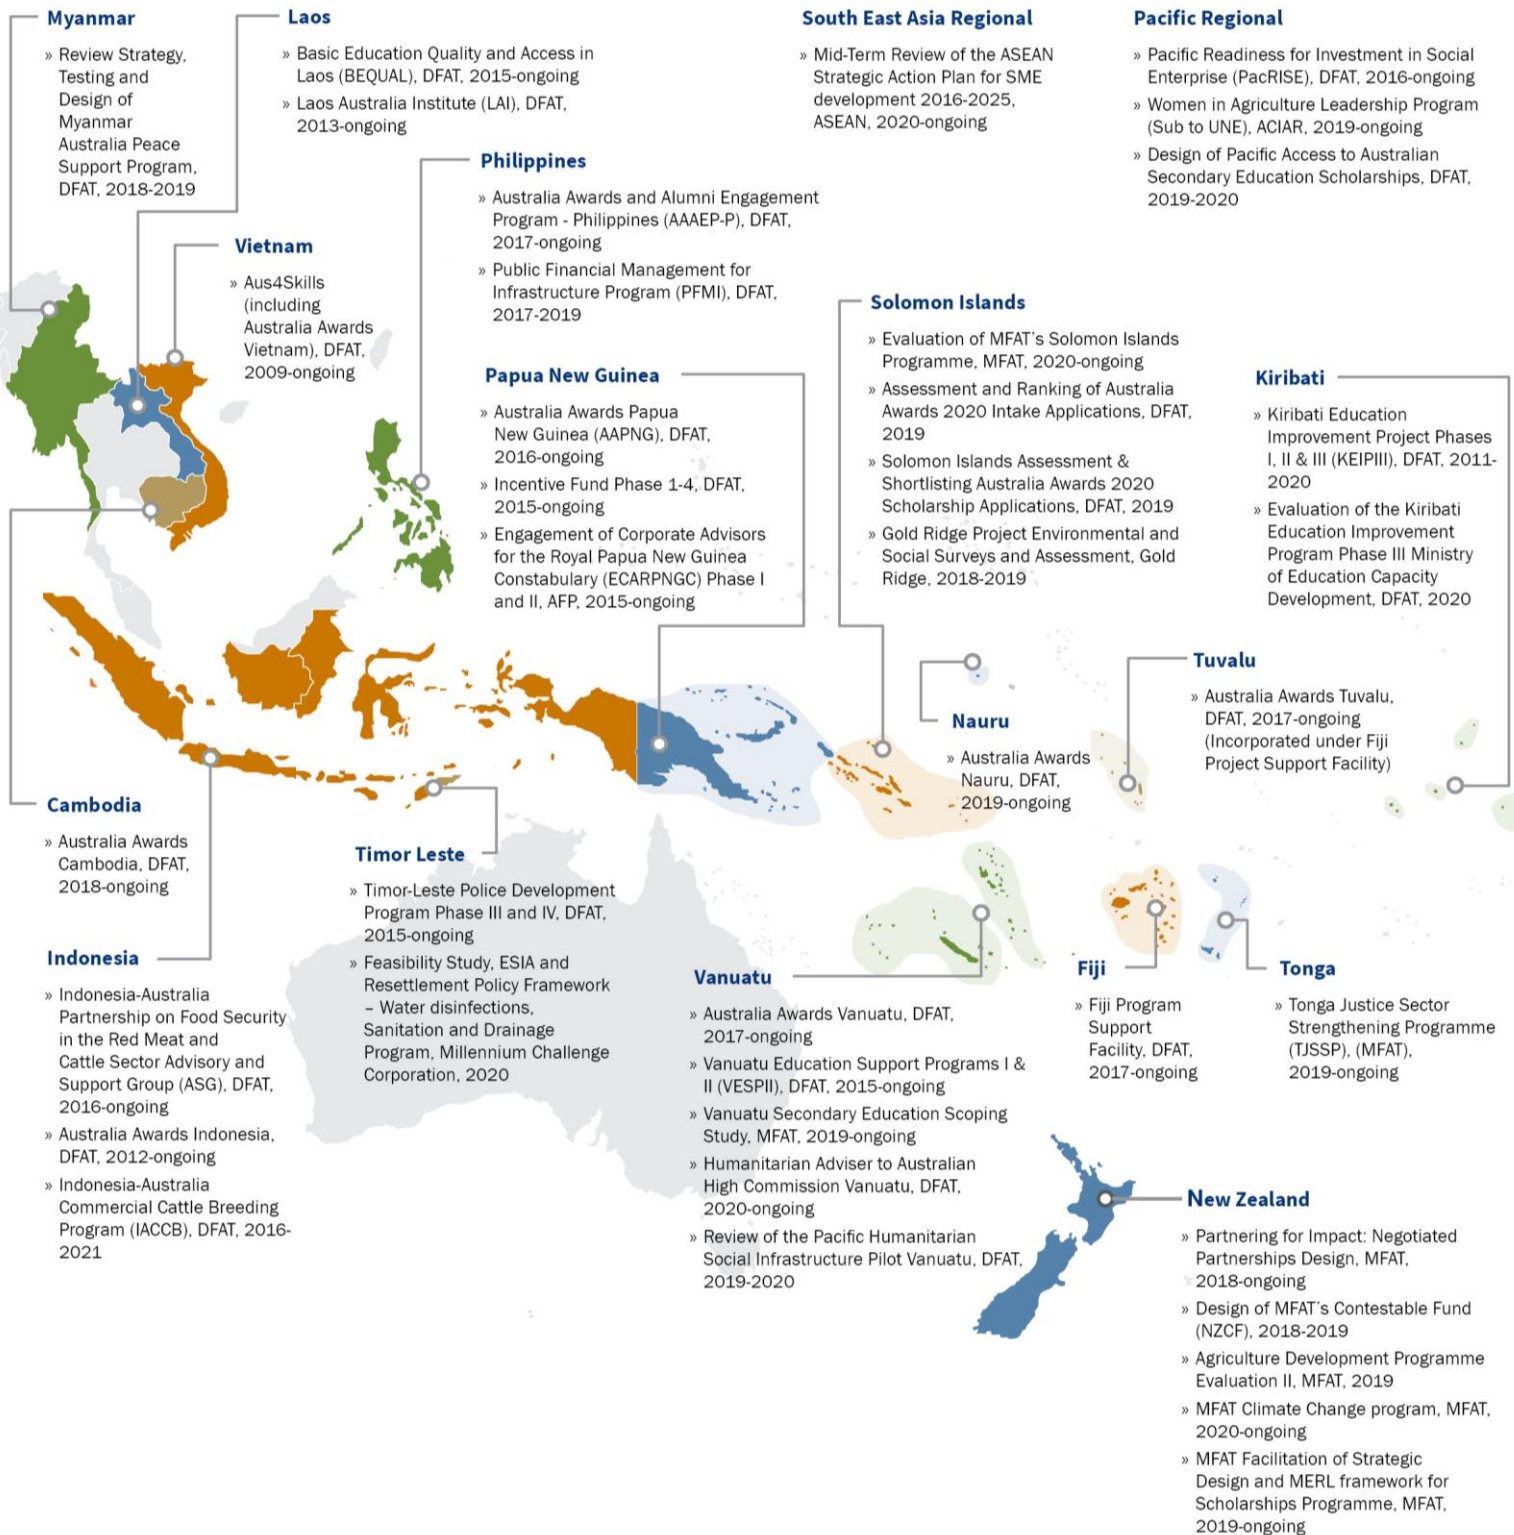 Myanmar
» Review Strategy,
Testing and
Design of
Myanmar
Australia Peace
Support Program,
DFAT, 2018-2019
Laos
» Basic Education Quality and Access in
Laos (BEQUAL), DFAT, 2015-ongoing
» Laos Australia Institute (LAI), DFAT,
2013-ongoing
South East Asia Regional
» Mid-Term Review of the ASEAN
Strategic Action Plan for SME
development 2016-2025,
ASEAN, 2020-ongoing
Pacific Regional
» Pacific Readiness for Investment in Social
Enterprise (PacRISE), DFAT, 2016-ongoing
» Women in Agriculture Leadership Program
(Sub to UNE), ACIAR, 2019-ongoing
» Design of Pacific Access to Australian
Secondary Education Scholarships, DFAT,
2019-2020
Philippines
» Australia Awards and Alumni Engagement
Program - Philippines (AAAEP-P), DFAT,
2017-ongoing
» Public Financial Management for
Infrastructure Program (PFMI), DFAT,
2017-2019
Vietnam
» Aus4Skills
(including
Australia Awards
Vietnam), DFAT,
2009-ongoing
Papua New Guinea
» Australia Awards Papua
New Guinea (AAPNG), DFAT,
2016-ongoing
» Incentive Fund Phase 1-4, DFAT,
2015-ongoing
» Engagement of Corporate Advisors
for the Royal Papua New Guinea
Constabulary (ECARPNGC) Phase I
and II, AFP, 2015-ongoing
Solomon Islands
» Evaluation of MFAT's Solomon Islands
Programme, MFAT, 2020-ongoing
» Assessment and Ranking of Australia
Awards 2020 Intake Applications, DFAT,
2019
» Solomon Islands Assessment &
Shortlisting Australia Awards 2020
Scholarship Applications, DFAT, 2019
» Gold Ridge Project Environmental and
Social Surveys and Assessment, Gold
Ridge, 2018-2019
Kiribati
» Kiribati Education
Improvement Project Phases
I, II & III (KEIPIII), DFAT, 2011-
2020
» Evaluation of the Kiribati
Education Improvement
Program Phase III Ministry
of Education Capacity
Development, DFAT, 2020
Tuvalu
» Australia Awards Tuvalu,
DFAT, 2017-ongoing
(Incorporated under Fiji
Project Support Facility)
Nauru
» Australia Awards
Nauru, DFAT,
2019-ongoing
Cambodia
» Australia Awards
Cambodia, DFAT,
2018-ongoing
Timor Leste
» Timor-Leste Police Development
Program Phase III and IV, DFAT,
2015-ongoing
» Feasibility Study, ESIA and
Resettlement Policy Framework
– Water disinfections,
Sanitation and Drainage
Program, Millennium Challenge
Corporation, 2020
Indonesia
» Indonesia-Australia
Partnership on Food Security
in the Red Meat and
Cattle Sector Advisory and
Support Group (ASG), DFAT,
2016-ongoing
» Australia Awards Indonesia,
DFAT, 2012-ongoing
» Indonesia-Australia
Commercial Cattle Breeding
Program (IACCB), DFAT, 2016-
2021
Vanuatu
» Australia Awards Vanuatu, DFAT,
2017-ongoing
» Vanuatu Education Support Programs I &
II (VESPII), DFAT, 2015-ongoing
» Vanuatu Secondary Education Scoping
Study, MFAT, 2019-ongoing
» Humanitarian Adviser to Australian
High Commission Vanuatu, DFAT,
2020-ongoing
» Review of the Pacific Humanitarian
Social Infrastructure Pilot Vanuatu, DFAT,
2019-2020
Fiji
» Fiji Program
Support
Facility, DFAT,
2017-ongoing
Tonga
» Tonga Justice Sector
Strengthening Programme
(TJSSP), (MFAT),
2019-ongoing
New Zealand
» Partnering for Impact: Negotiated
Partnerships Design, MFAT,
2018-ongoing
» Design of MFAT's Contestable Fund
(NZCF), 2018-2019
» Agriculture Development Programme
Evaluation II, MFAT, 2019
» MFAT Climate Change program, MFAT,
2020-ongoing
» MFAT Facilitation of Strategic
Design and MERL framework for
Scholarships Programme, MFAT,
2019-ongoing